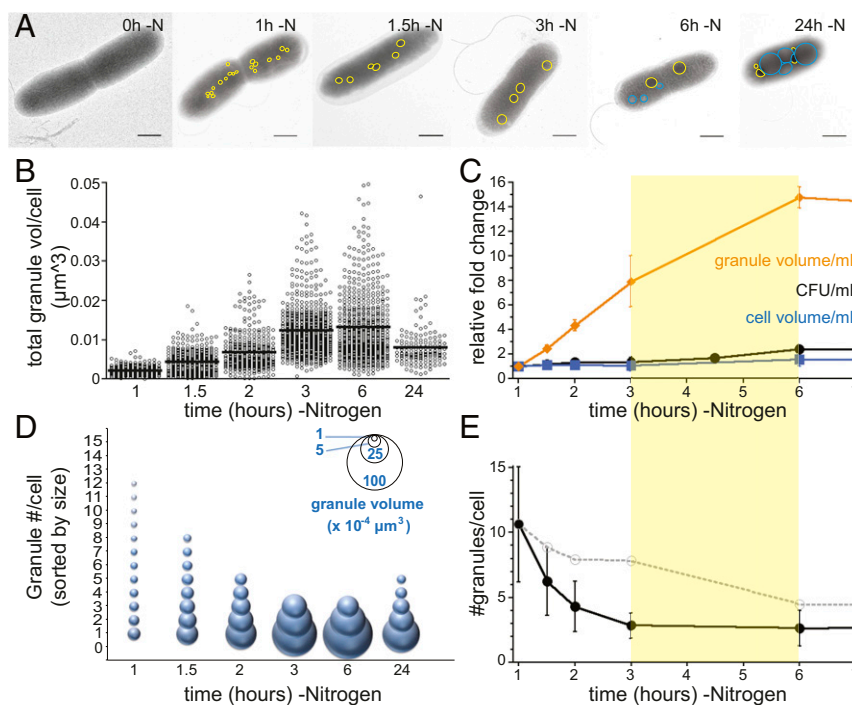 A
0h -N
1h -N
1.5h -N
3h -N
6h -N
24h -N
B
total granule vol/cell
(µm^3)
0.05
0.04
0.03
0.02
0.01
0
1 1.5 2 3 6 24
time (hours) -Nitrogen
C
relative fold change
16
14
12
10
8
6
4
2
0
granule volume/ml
CFU/ml
cell volume/ml
1 2 3 4 5 6
time (hours) -Nitrogen
D
Granule #/cell
(sorted by size)
15
14
13
12
11
10
9
8
7
6
5
4
3
2
1
0
1
5
25
100
granule volume
(x 10⁻⁴ µm³)
1 1.5 2 3 6 24
time (hours) -Nitrogen
E
#granules/cell
15
10
5
0
1 2 3 4 5 6
time (hours) -Nitrogen